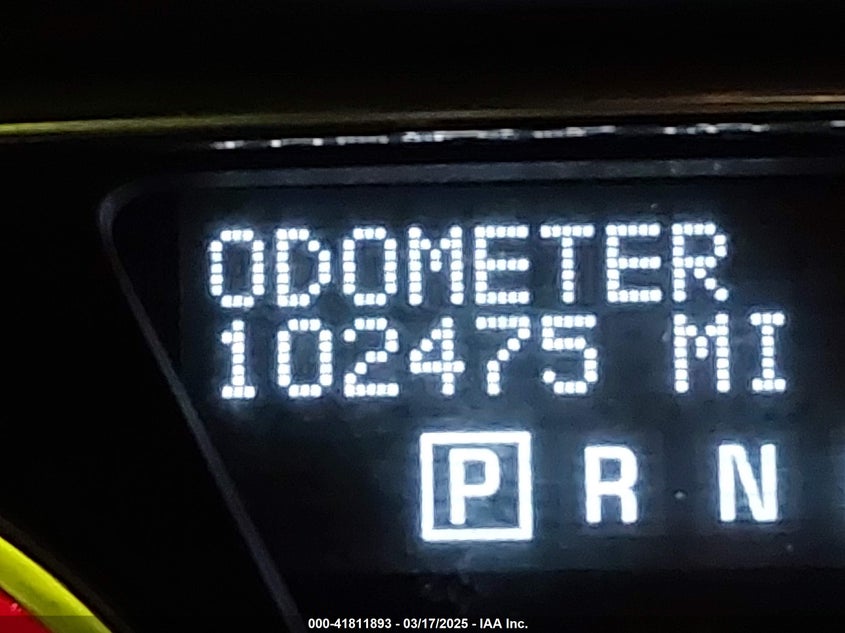 ODOMETER
102475 MI
P R N
000-41811893 - 03/17/2025 - IAA Inc.